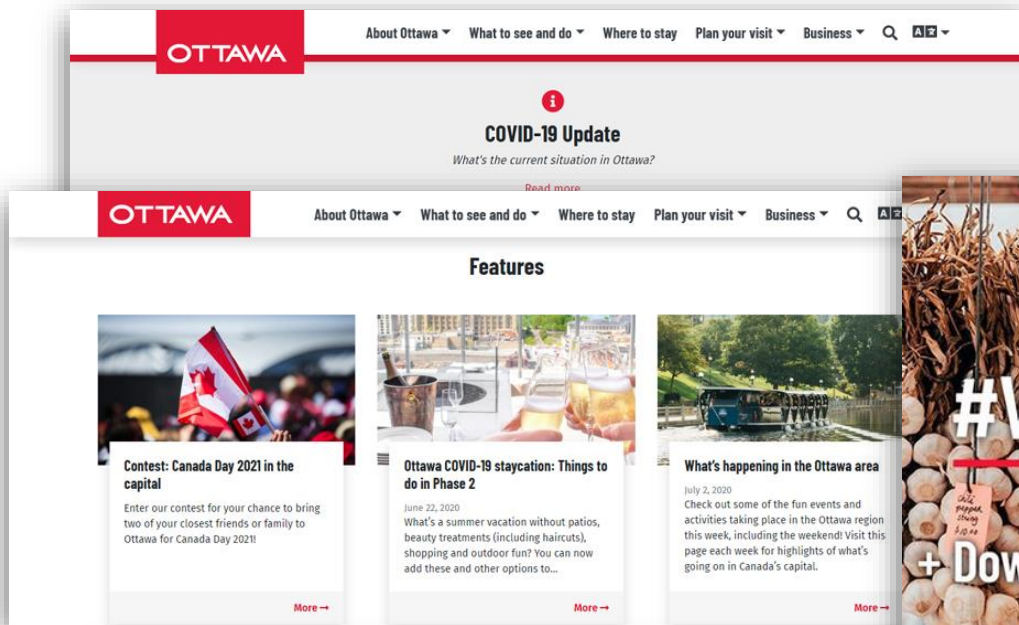 OTTAWA
About Ottawa What to see and do Where to stay Plan your visit Business
COVID-19 Update
What's the current situation in Ottawa?
Read more
OTTAWA
About Ottawa What to see and do Where to stay Plan your visit Business
Features
Contest: Canada Day 2021 in the
capital
Enter our contest for your chance to bring
two of your closest friends or family to
Ottawa for Canada Day 2021!
More →
Ottawa COVID-19 staycation: Things to
do in Phase 2
June 22, 2020
What's a summer vacation without patios,
beauty treatments (including haircuts),
shopping and outdoor fun? You can now
add these and other options to...
More →
What's happening in the Ottawa area
July 2, 2020
Check out some of the fun events and
activities taking place in the Ottawa region
this week, including the weekend! Visit this
page each week for highlights of what's
going on in Canada's capital.
More →
chili
pepper
string
$10.00
+ Dow